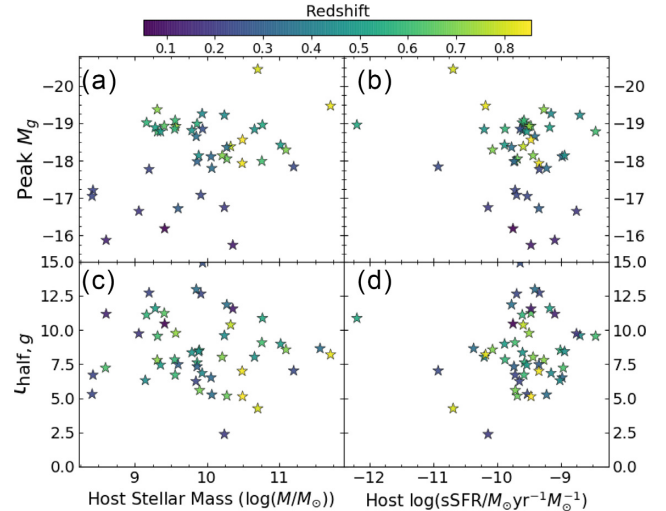 Redshift
0.1 0.2 0.3 0.4 0.5 0.6 0.7 0.8
(a) (b)
Peak M_g
−20 −20
−19 −19
−18 −18
−17 −17
−16 −16
15.0 15.0
(c) (d)
12.5 12.5
10.0 10.0
7.5 7.5
5.0 5.0
2.5 2.5
0.0 0.0
t_half, g
9 10 11 −12 −11 −10 −9
Host Stellar Mass (log(M/M⊙)) Host log(sSFR/M⊙yr⁻¹M⊙⁻¹)